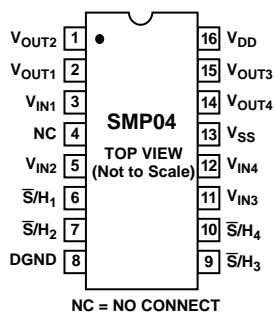 VOUT2 1 16 VDD
VOUT1 2 15 VOUT3
VIN1 3 14 VOUT4
NC 4 13 VSS
VIN2 5 12 VIN4
S̅/H1 6 11 VIN3
S̅/H2 7 10 S̅/H4
DGND 8 9 S̅/H3
SMP04
TOP VIEW
(Not to Scale)
NC = NO CONNECT